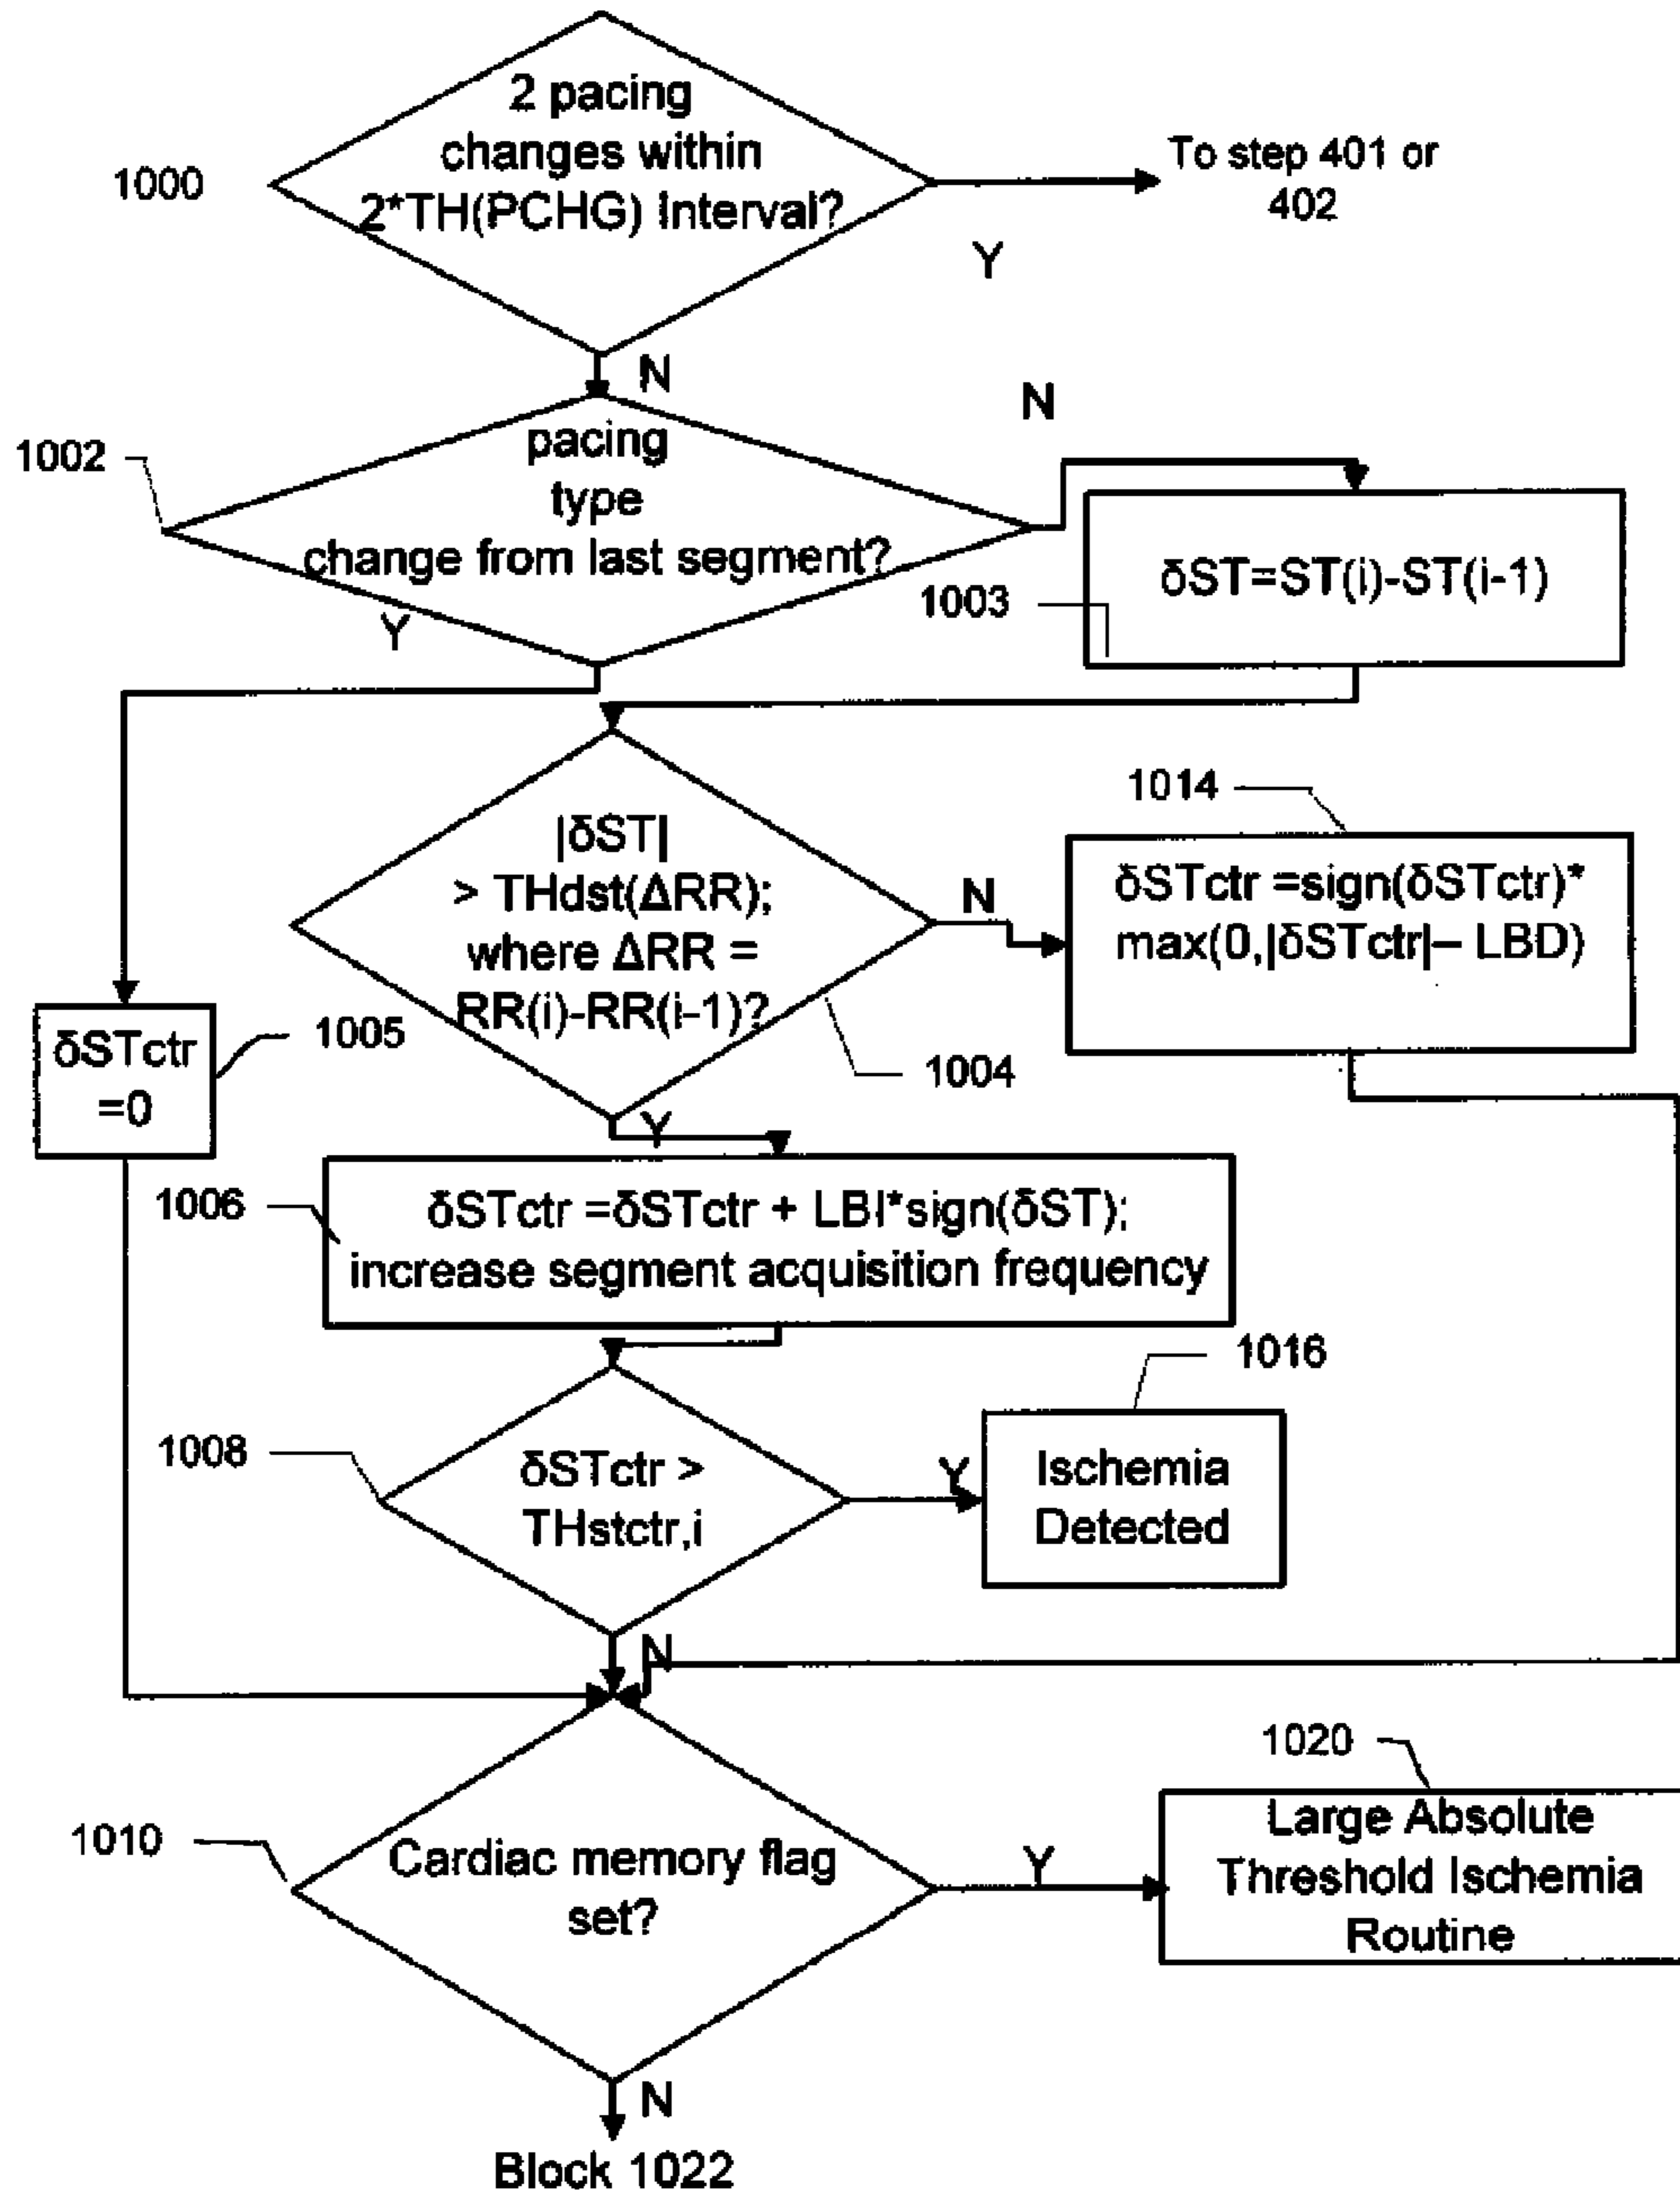 2 pacing
changes within
2*TH(PCHG) Interval?
1000
To step 401 or
402
Y
N
N
1002
pacing
type
change from last segment?
Y
1003
δST=ST(i)-ST(i-1)
1014
|δST|
> THdst(ΔRR);
where ΔRR =
RR(i)-RR(i-1)?
N
δSTctr =sign(δSTctr)*
max(0,|δSTctr|– LBD)
δSTctr
=0
1005
1004
Y
1006
δSTctr =δSTctr + LBI*sign(δST);
increase segment acquisition frequency
1016
1008
δSTctr >
THstctr,i
Y
Ischemia
Detected
N
1020
1010
Cardiac memory flag
set?
Y
Large Absolute
Threshold Ischemia
Routine
N
Block 1022